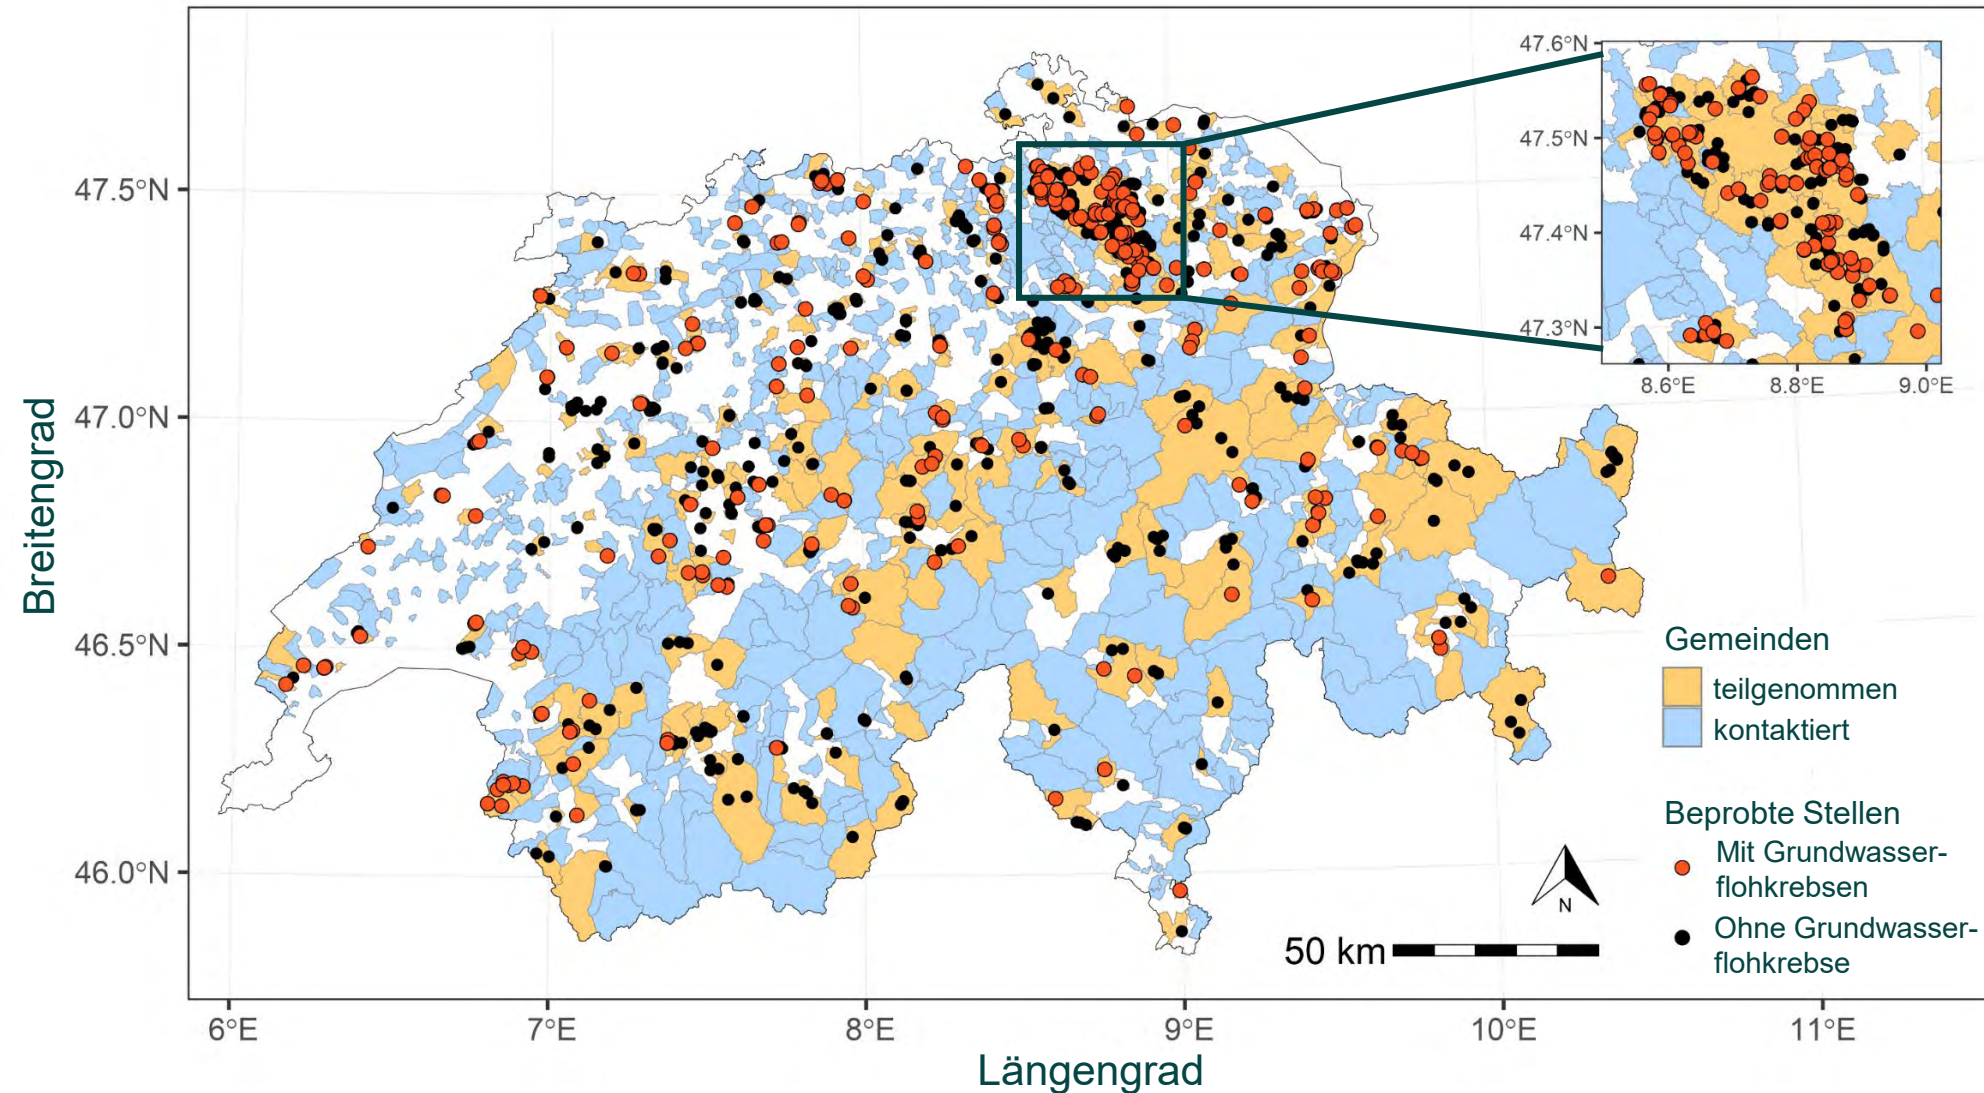 47.6°N
47.5°N
47.4°N
47.3°N
8.6°E
8.8°E
9.0°E
47.5°N
47.0°N
46.5°N
46.0°N
Breitengrad
Gemeinden
teilgenommen
kontaktiert
Beprobte Stellen
Mit Grundwasser-
flohkrebsen
Ohne Grundwasser-
flohkrebse
N
50 km
6°E
7°E
8°E
9°E
10°E
11°E
Längengrad